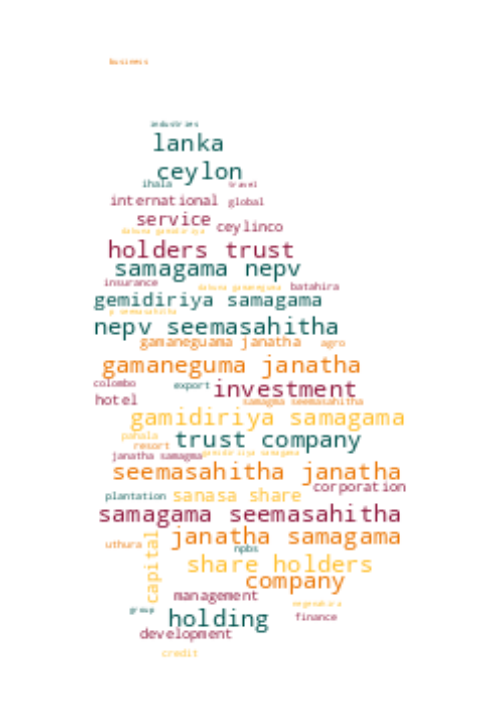 business
industries
lanka
ceylon
ihala travel
international global
service ceylinco
dakuna gamidiriya
holders trust
samagama nepv
insurance dakuna gamaneguma batahira
gemidiriya samagama
p seemasahitha
nepv seemasahitha
gamaneguama janatha agro
gamaneguma janatha
colombo export investment
hotel samagma seemasahitha
gamidiriya samagama
pahala trust company
resort
janatha samagma gemidiriya samagama
seemasahitha janatha
plantation sanasa share corporation
samagama seemasahitha
uthura capital janatha samagama
npbs
share holders
company
management
group holding finance
development
credit